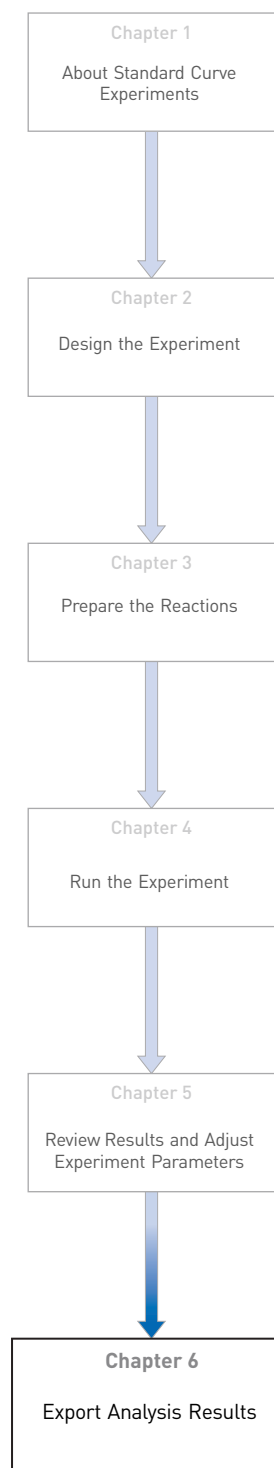 Chapter 1
About Standard Curve
Experiments
Chapter 2
Design the Experiment
Chapter 3
Prepare the Reactions
Chapter 4
Run the Experiment
Chapter 5
Review Results and Adjust
Experiment Parameters
Chapter 6
Export Analysis Results